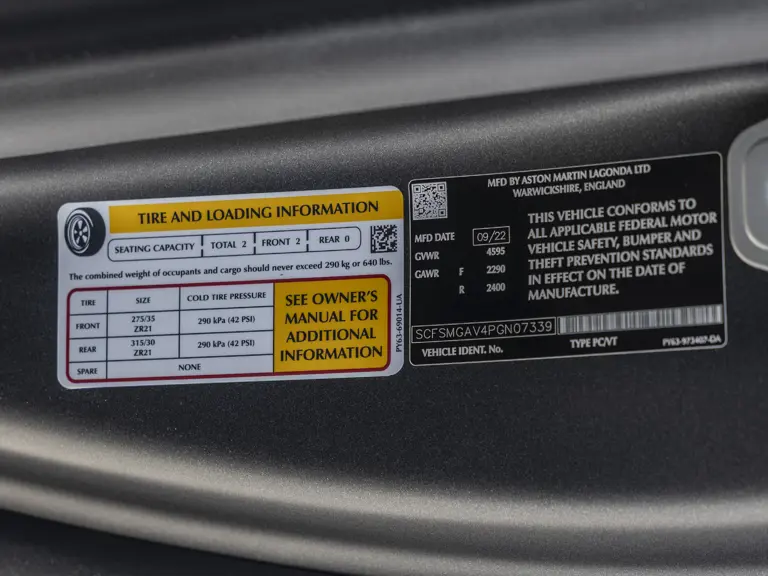 TIRE AND LOADING INFORMATION
SEATING CAPACITY TOTAL 2 FRONT 2 REAR 0
The combined weight of occupants and cargo should never exceed 290 kg or 640 lbs.
TIRE SIZE COLD TIRE PRESSURE
FRONT 275/35 ZR21 290 kPa (42 PSI)
REAR 315/30 ZR21 290 kPa (42 PSI)
SPARE NONE
SEE OWNER'S
MANUAL FOR
ADDITIONAL
INFORMATION
PY63-69014-UA
MFD BY ASTON MARTIN LAGONDA LTD
WARWICKSHIRE, ENGLAND
MFD DATE 09/22
GVWR 4595
GAWR F 2290
R 2400
THIS VEHICLE CONFORMS TO
ALL APPLICABLE FEDERAL MOTOR
VEHICLE SAFETY, BUMPER AND
THEFT PREVENTION STANDARDS
IN EFFECT ON THE DATE OF
MANUFACTURE.
SCFSMGAV4PGN07339
VEHICLE IDENT. No. TYPE PC/VT PY63-973407-DA